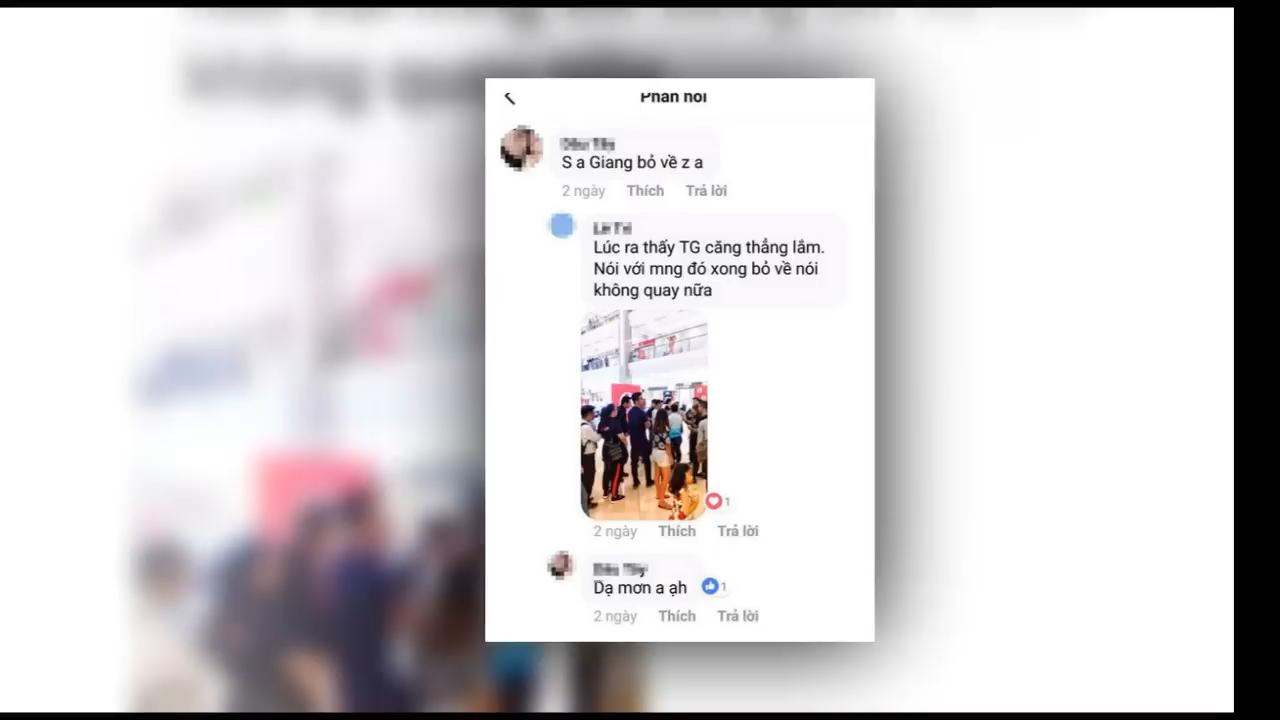 Phản hồi
S a Giang bỏ về z a
2 ngày Thích Trả lời
Lúc ra thấy TG căng thẳng lắm.
Nói với mng đó xong bỏ về nói
không quay nữa
1
2 ngày Thích Trả lời
Dạ mơn a ạh 1
2 ngày Thích Trả lời